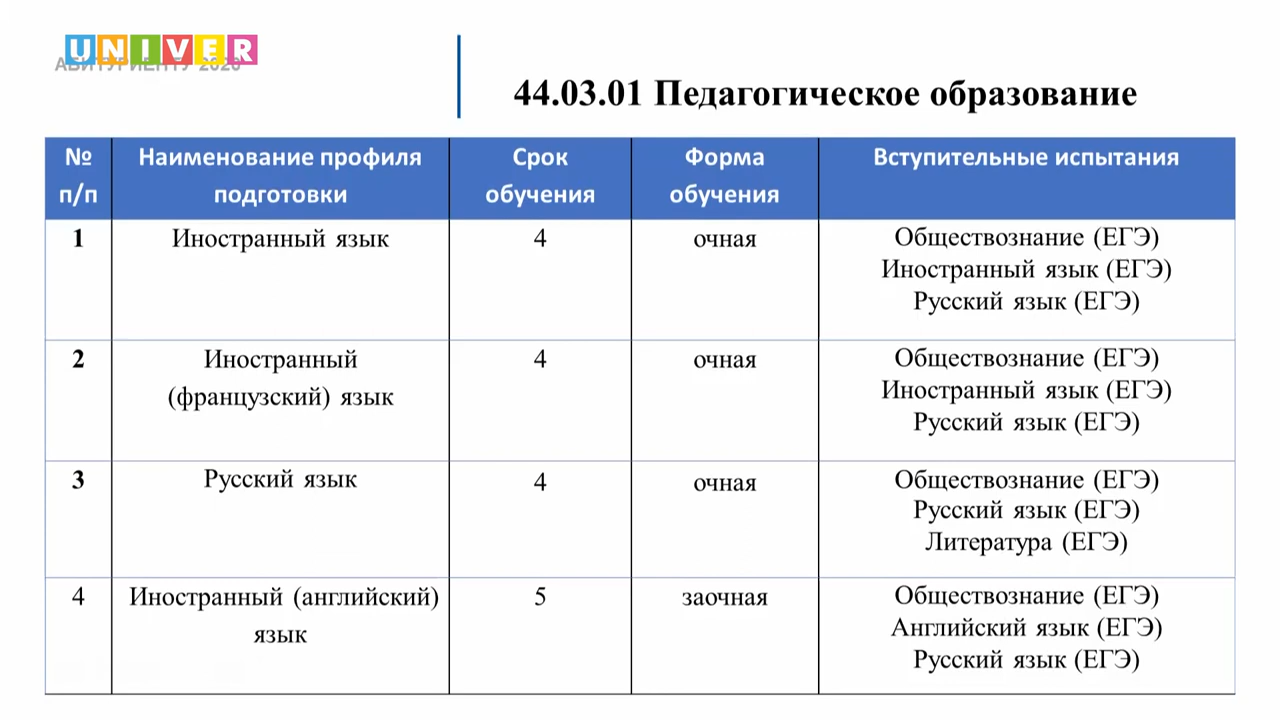 UNIVER
АБИТУРИЕНТУ 2020
44.03.01 Педагогическое образование
№ п/п
Наименование профиля подготовки
Срок обучения
Форма обучения
Вступительные испытания
1
Иностранный язык
4
очная
Обществознание (ЕГЭ)
Иностранный язык (ЕГЭ)
Русский язык (ЕГЭ)
2
Иностранный
(французский) язык
4
очная
Обществознание (ЕГЭ)
Иностранный язык (ЕГЭ)
Русский язык (ЕГЭ)
3
Русский язык
4
очная
Обществознание (ЕГЭ)
Русский язык (ЕГЭ)
Литература (ЕГЭ)
4
Иностранный (английский)
язык
5
заочная
Обществознание (ЕГЭ)
Английский язык (ЕГЭ)
Русский язык (ЕГЭ)